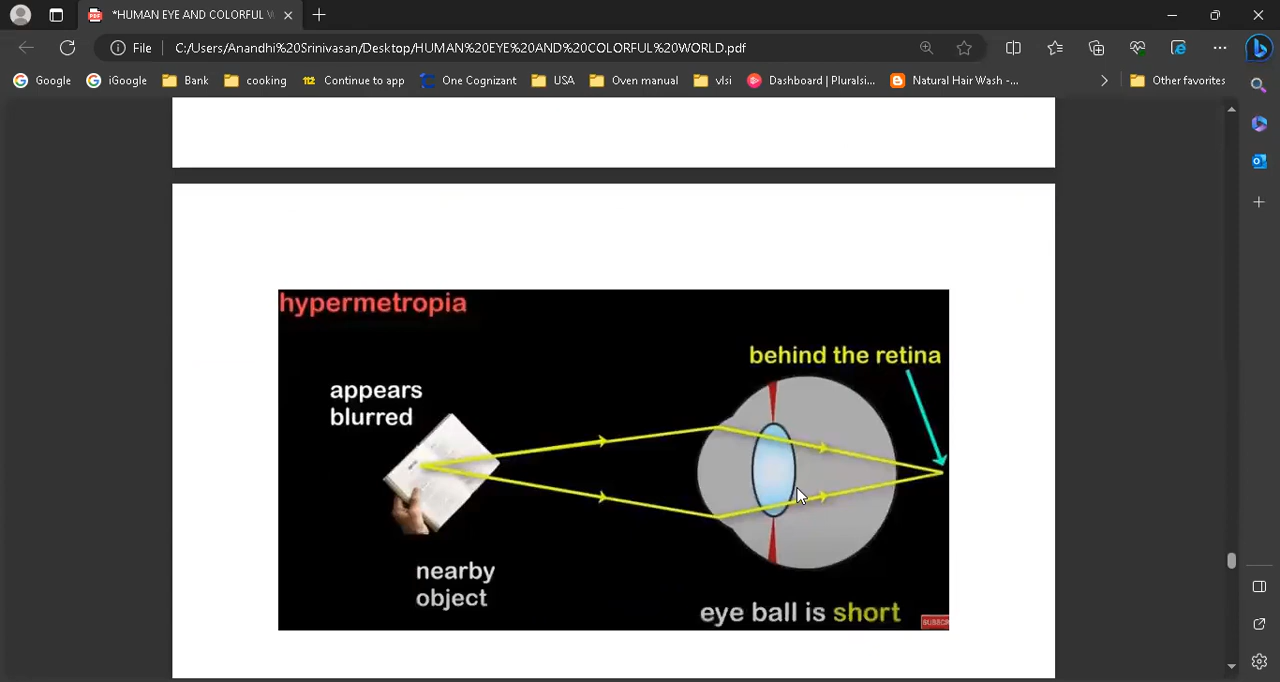 *HUMAN EYE AND COLORFUL W
File
C:/Users/Anandhi%20Srinivasan/Desktop/HUMAN%20EYE%20AND%20COLORFUL%20WORLD.pdf
Google
iGoogle
Bank
cooking
Continue to app
One Cognizant
USA
Oven manual
vlsi
Dashboard | Pluralsi...
Natural Hair Wash -...
Other favorites
hypermetropia
behind the retina
appears
blurred
nearby
object
eye ball is short
SUBSCR